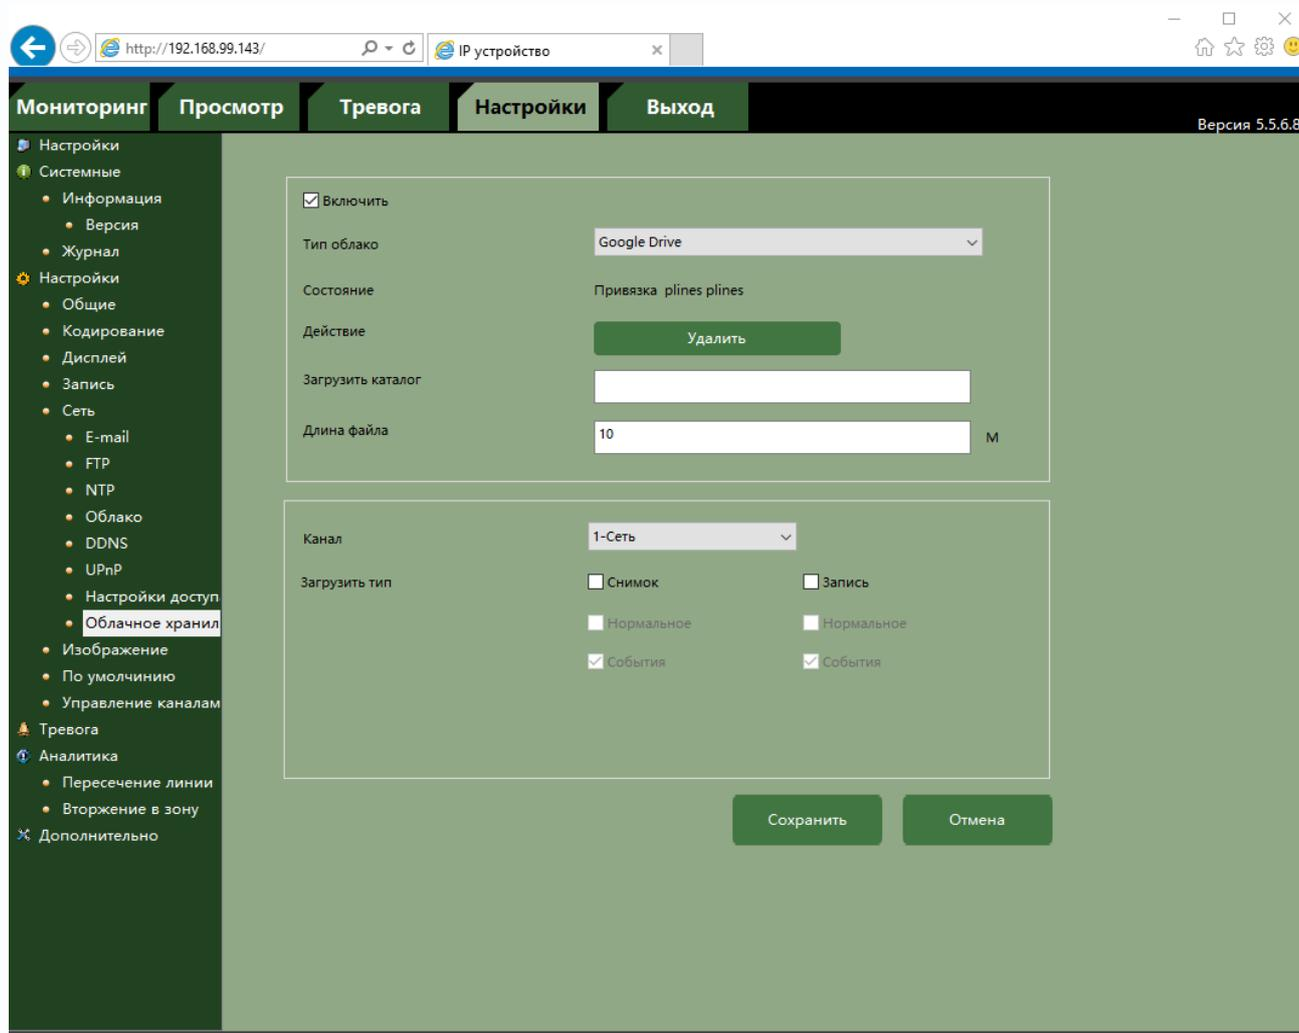 http://192.168.99.143/
IP устройство
Мониторинг Просмотр Тревога Настройки Выход
Версия 5.5.6.8
Настройки
Системные
Информация
Версия
Журнал
Настройки
Общие
Кодирование
Дисплей
Запись
Сеть
E-mail
FTP
NTP
Облако
DDNS
UPnP
Настройки доступ
Облачное хранил
Изображение
По умолчинию
Управление каналам
Тревога
Аналитика
Пересечение линии
Вторжение в зону
Дополнительно
Включить
Тип облако Google Drive
Состояние Привязка plines plines
Действие Удалить
Загрузить каталог
Длина файла 10 M
Канал 1-Сеть
Загрузить тип Снимок Запись
Нормальное Нормальное
События События
Сохранить Отмена